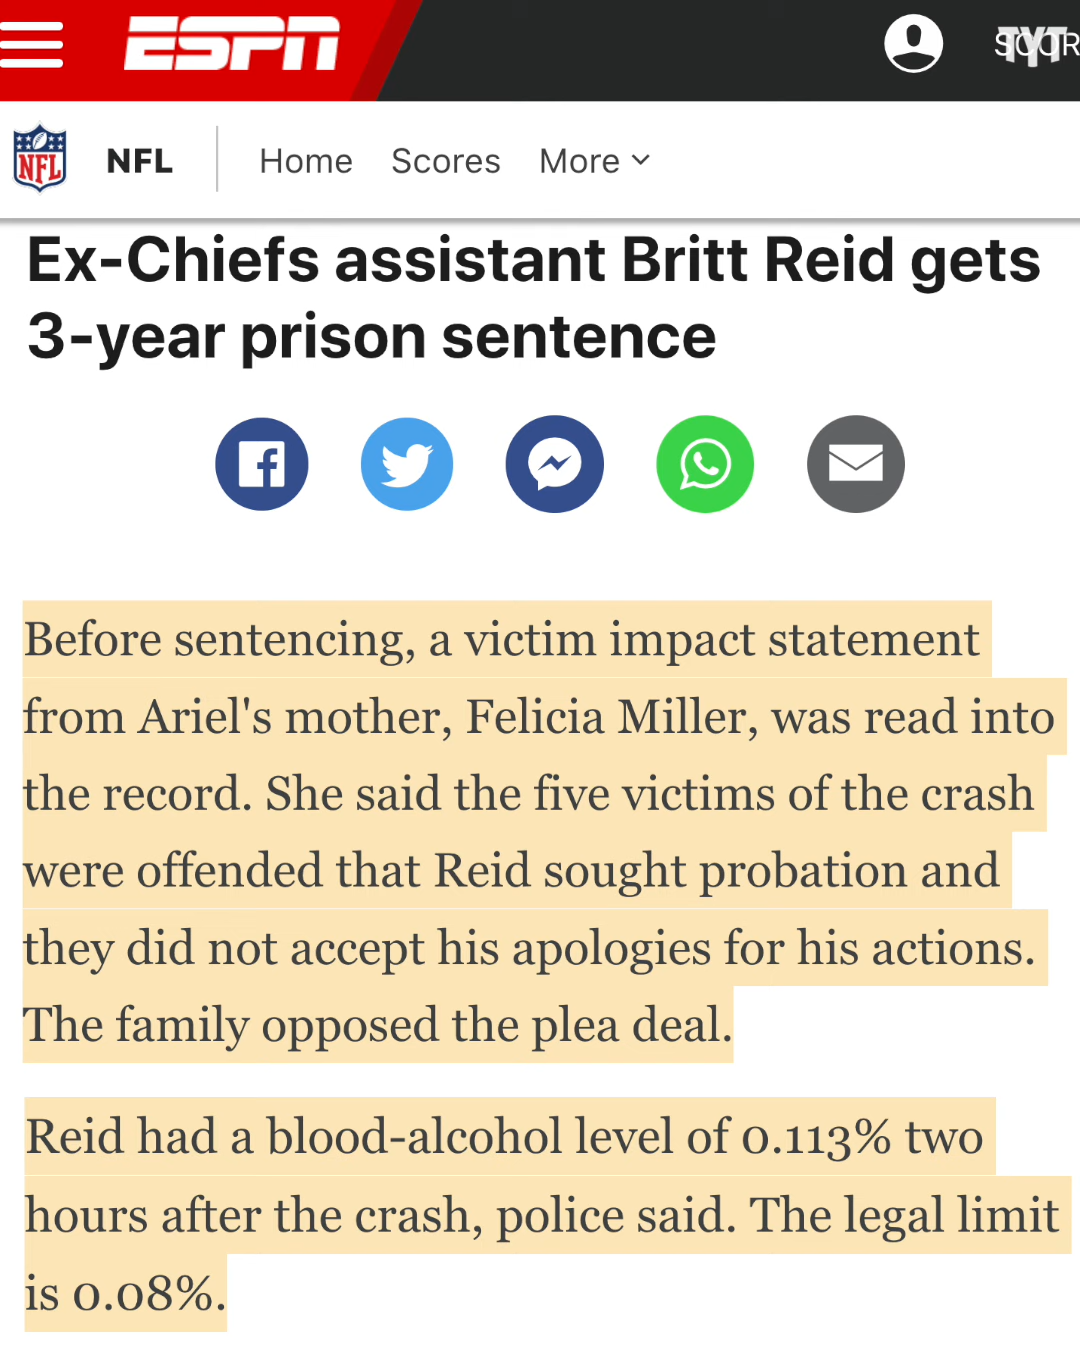 ESPN
TYT
NFL
NFL Home Scores More
Ex-Chiefs assistant Britt Reid gets
3-year prison sentence
Before sentencing, a victim impact statement
from Ariel's mother, Felicia Miller, was read into
the record. She said the five victims of the crash
were offended that Reid sought probation and
they did not accept his apologies for his actions.
The family opposed the plea deal.
Reid had a blood-alcohol level of 0.113% two
hours after the crash, police said. The legal limit
is 0.08%.